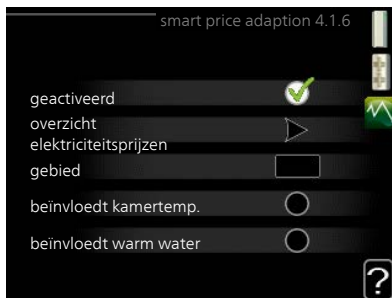 smart price adaption 4.1.6
geactiveerd
overzicht
elektriciteitsprijzen
gebied
beïnvloedt kamertemp.
beïnvloedt warm water
?